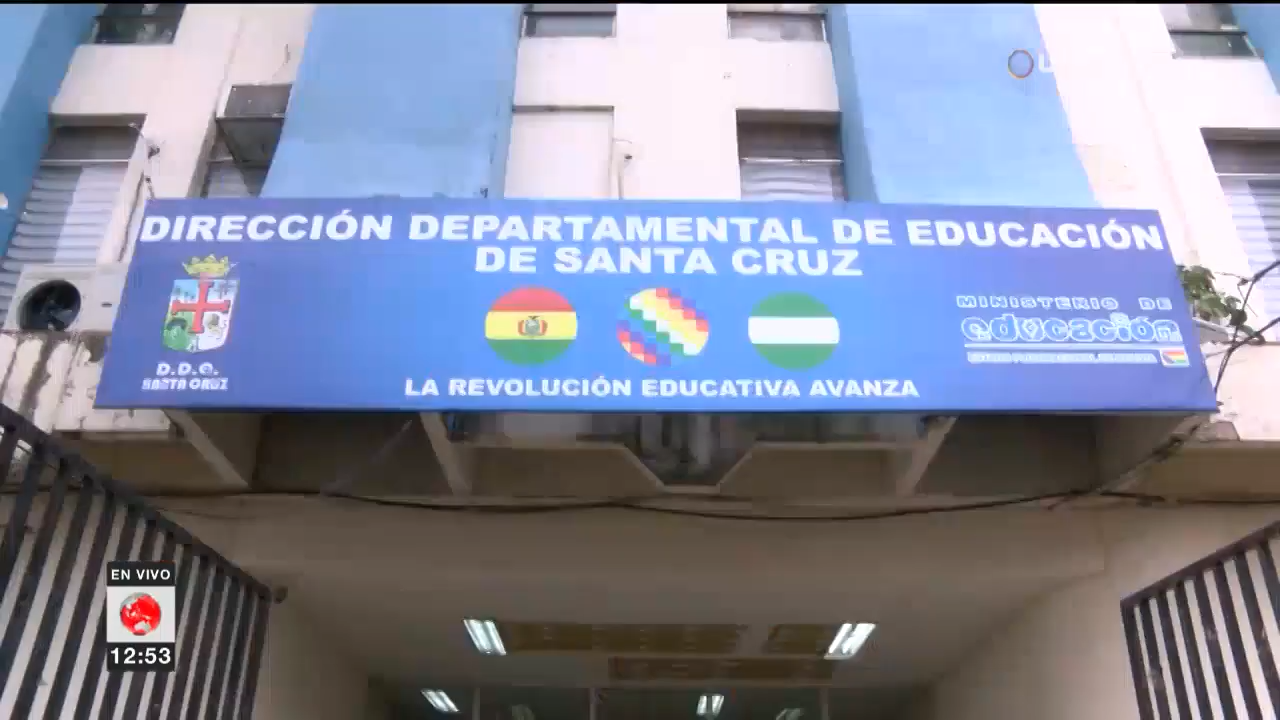 DIRECCIÓN DEPARTAMENTAL DE EDUCACIÓN
DE SANTA CRUZ
D.D.E.
SANTA CRUZ
MINISTERIO DE
educación
LA REVOLUCIÓN EDUCATIVA AVANZA
EN VIVO
12:53